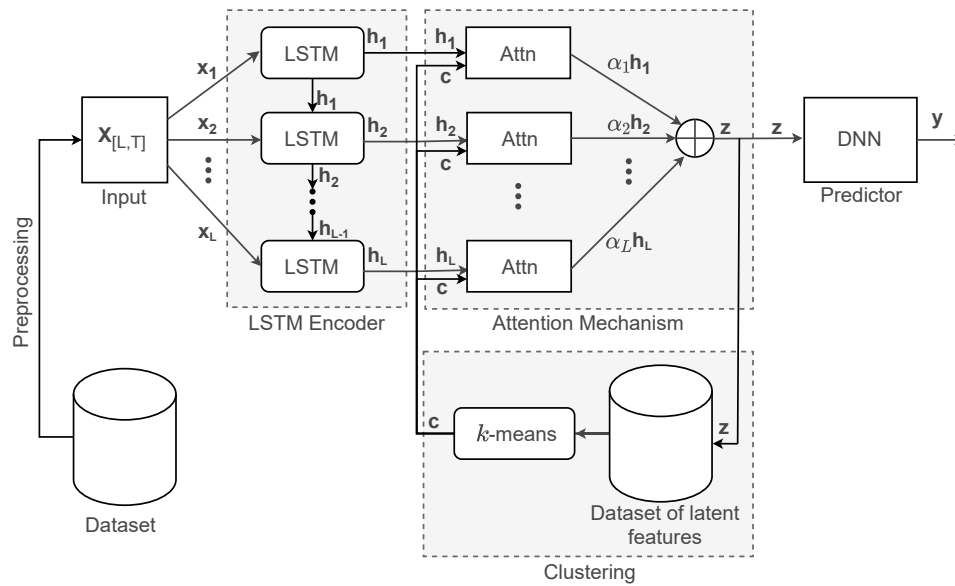 LSTM
h1
h1
Attn
x1
c
α1h1
h1
X[L,T]
x2
LSTM
h2
h2
Attn
α2h2
z
z
DNN
y
c
Input
h2
Predictor
xL
hL-1
LSTM
hL
hL
Attn
αLhL
c
Preprocessing
LSTM Encoder
Attention Mechanism
c
k-means
z
Dataset
Dataset of latent
features
Clustering